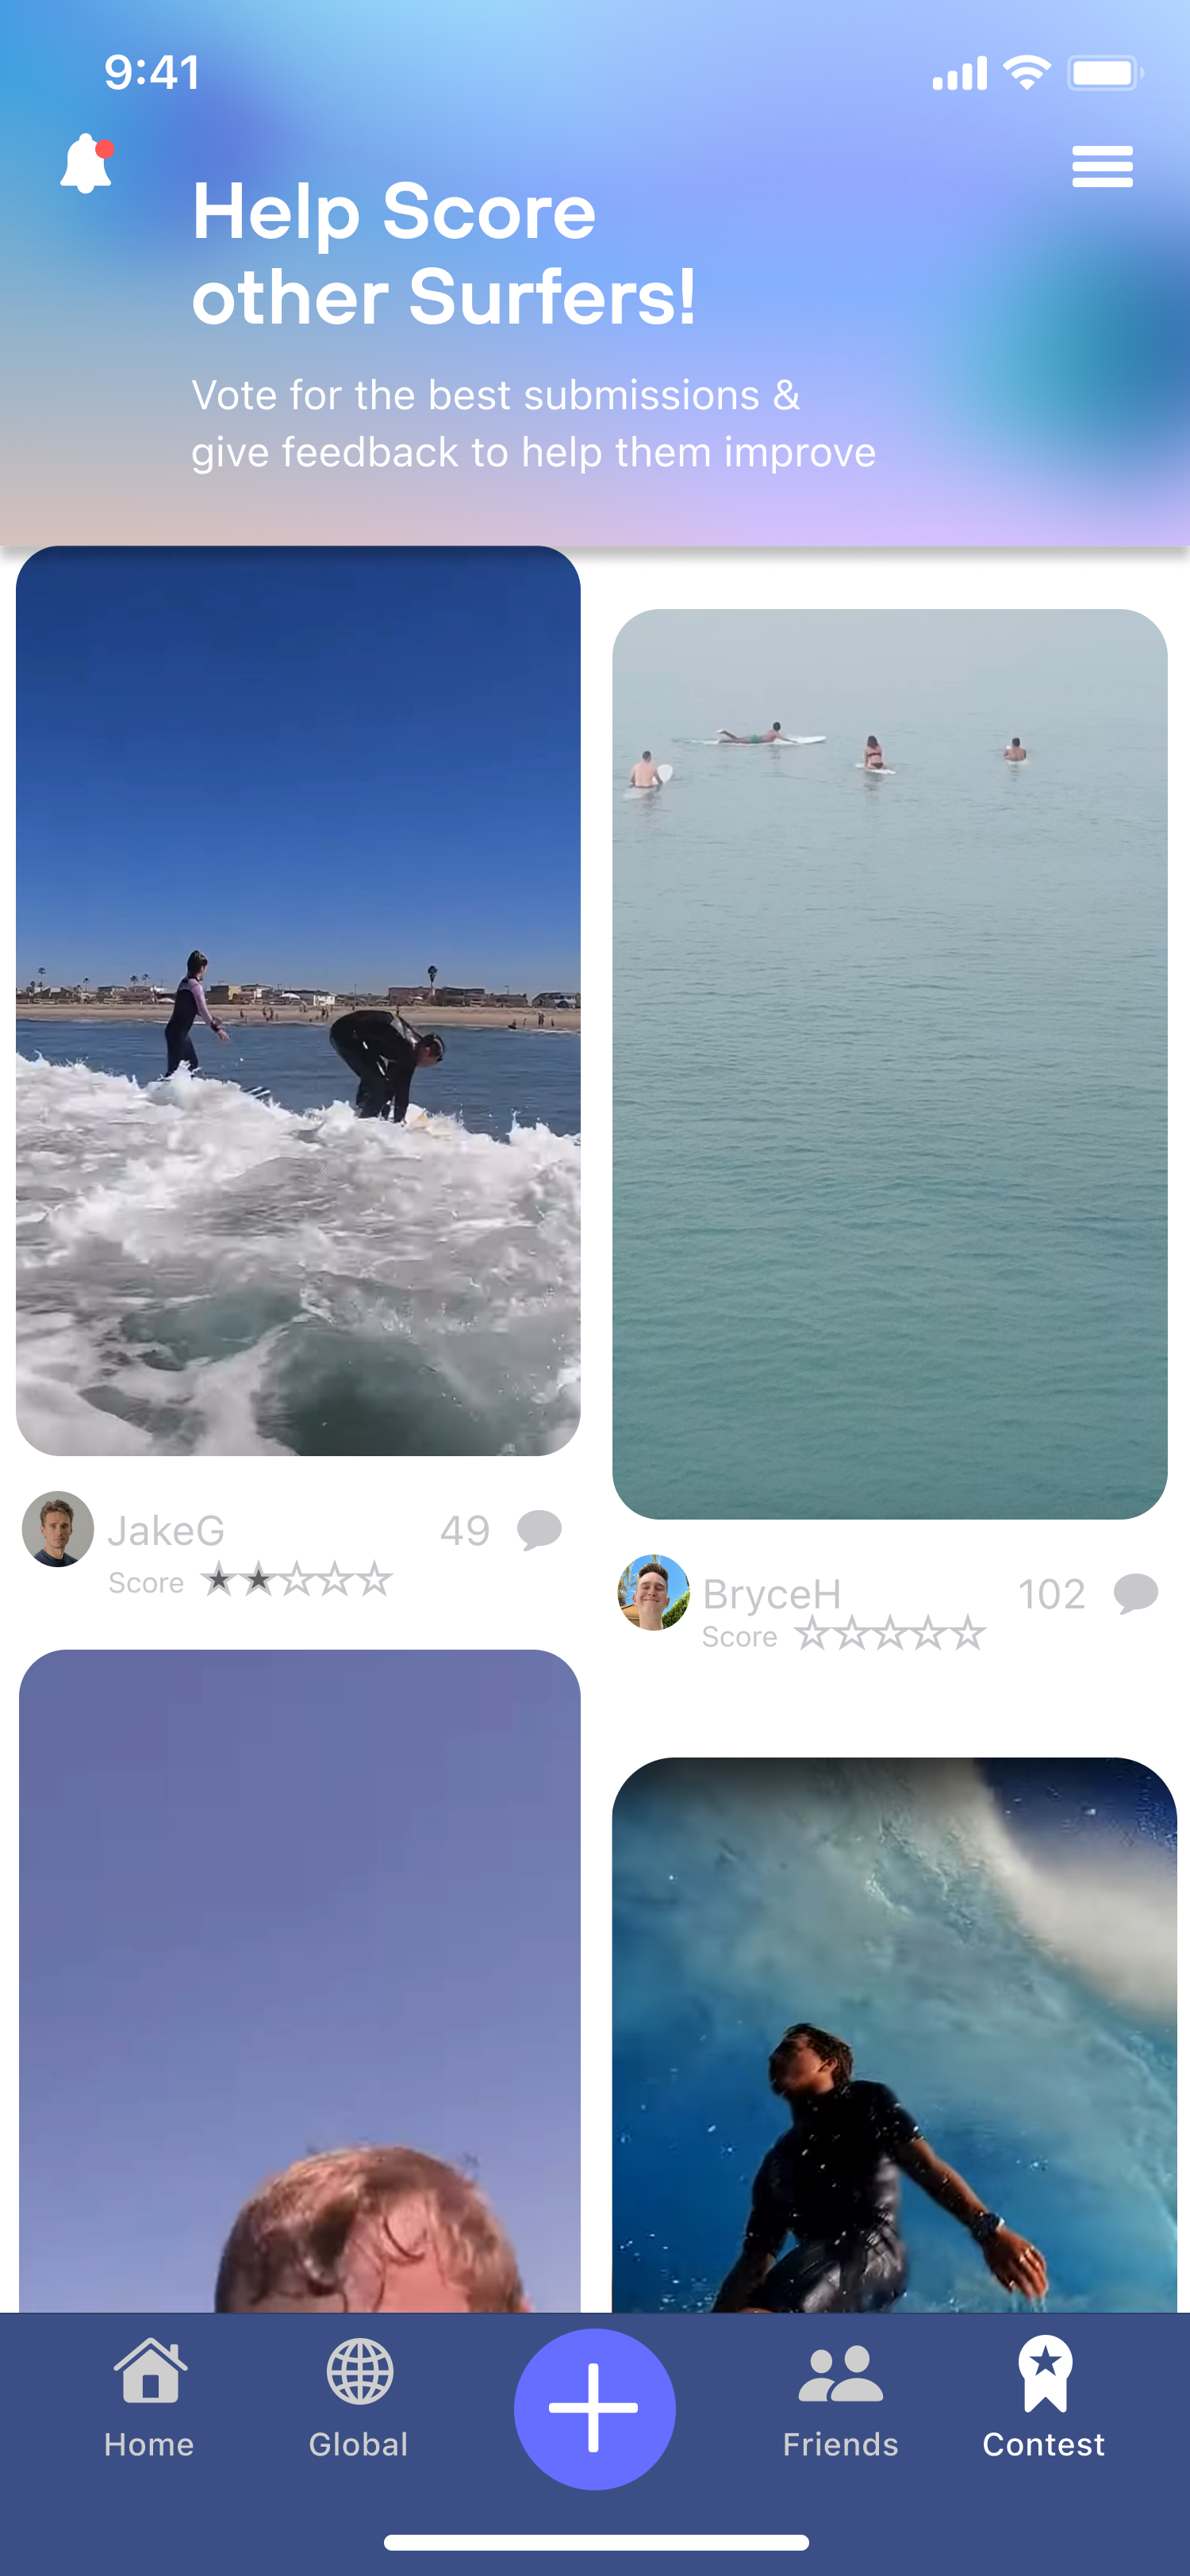 9:41
Help Score
other Surfers!
Vote for the best submissions &
give feedback to help them improve
JakeG 49
Score
BryceH 102
Score
Home Global Friends Contest